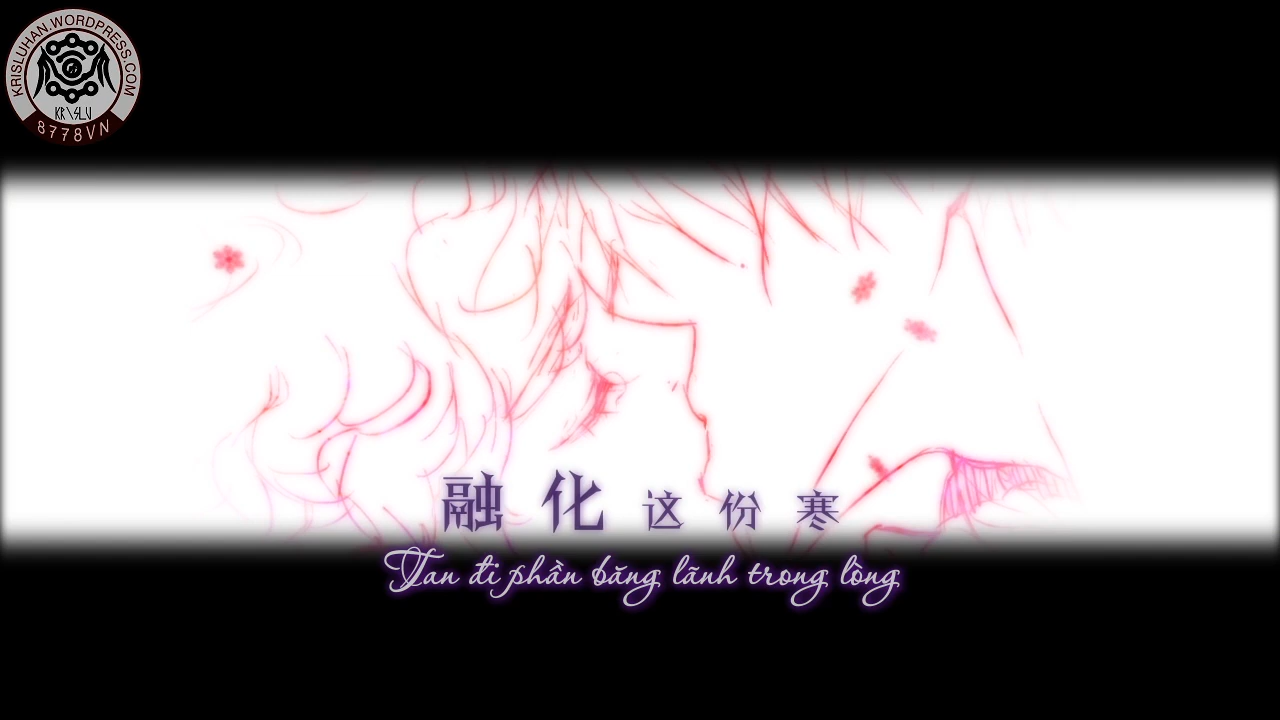 KRISLUHAN.WORDPRESS.COM
KRISLU
8778VN
融化这份寒
Tan đi phần băng lãnh trong lòng